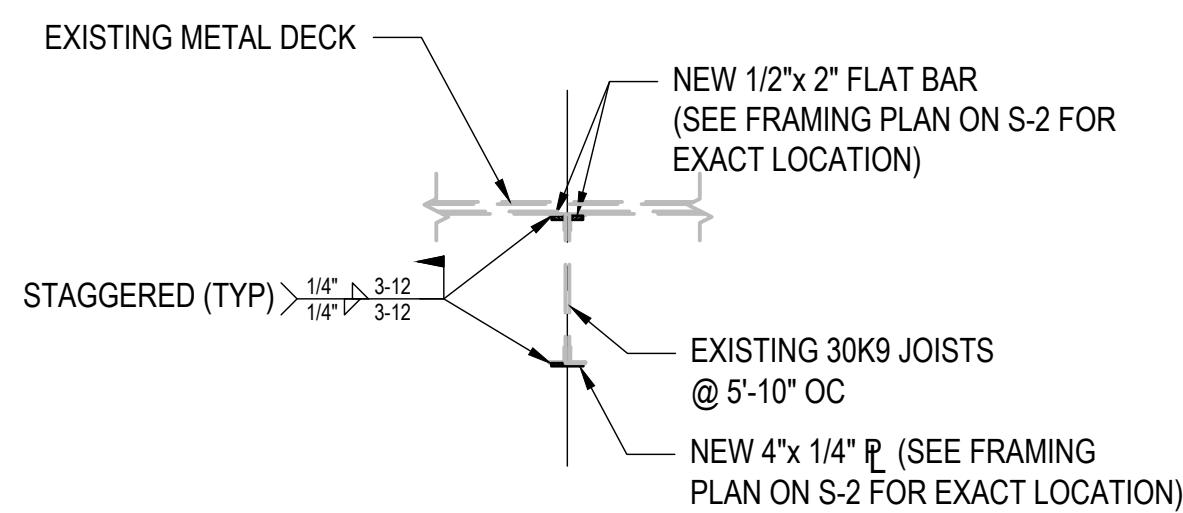 EXISTING METAL DECK
NEW 1/2"x 2" FLAT BAR
(SEE FRAMING PLAN ON S-2 FOR
EXACT LOCATION)
STAGGERED (TYP)
1/4" 3-12
1/4" 3-12
EXISTING 30K9 JOISTS
@ 5'-10" OC
NEW 4"x 1/4" PL (SEE FRAMING
PLAN ON S-2 FOR EXACT LOCATION)